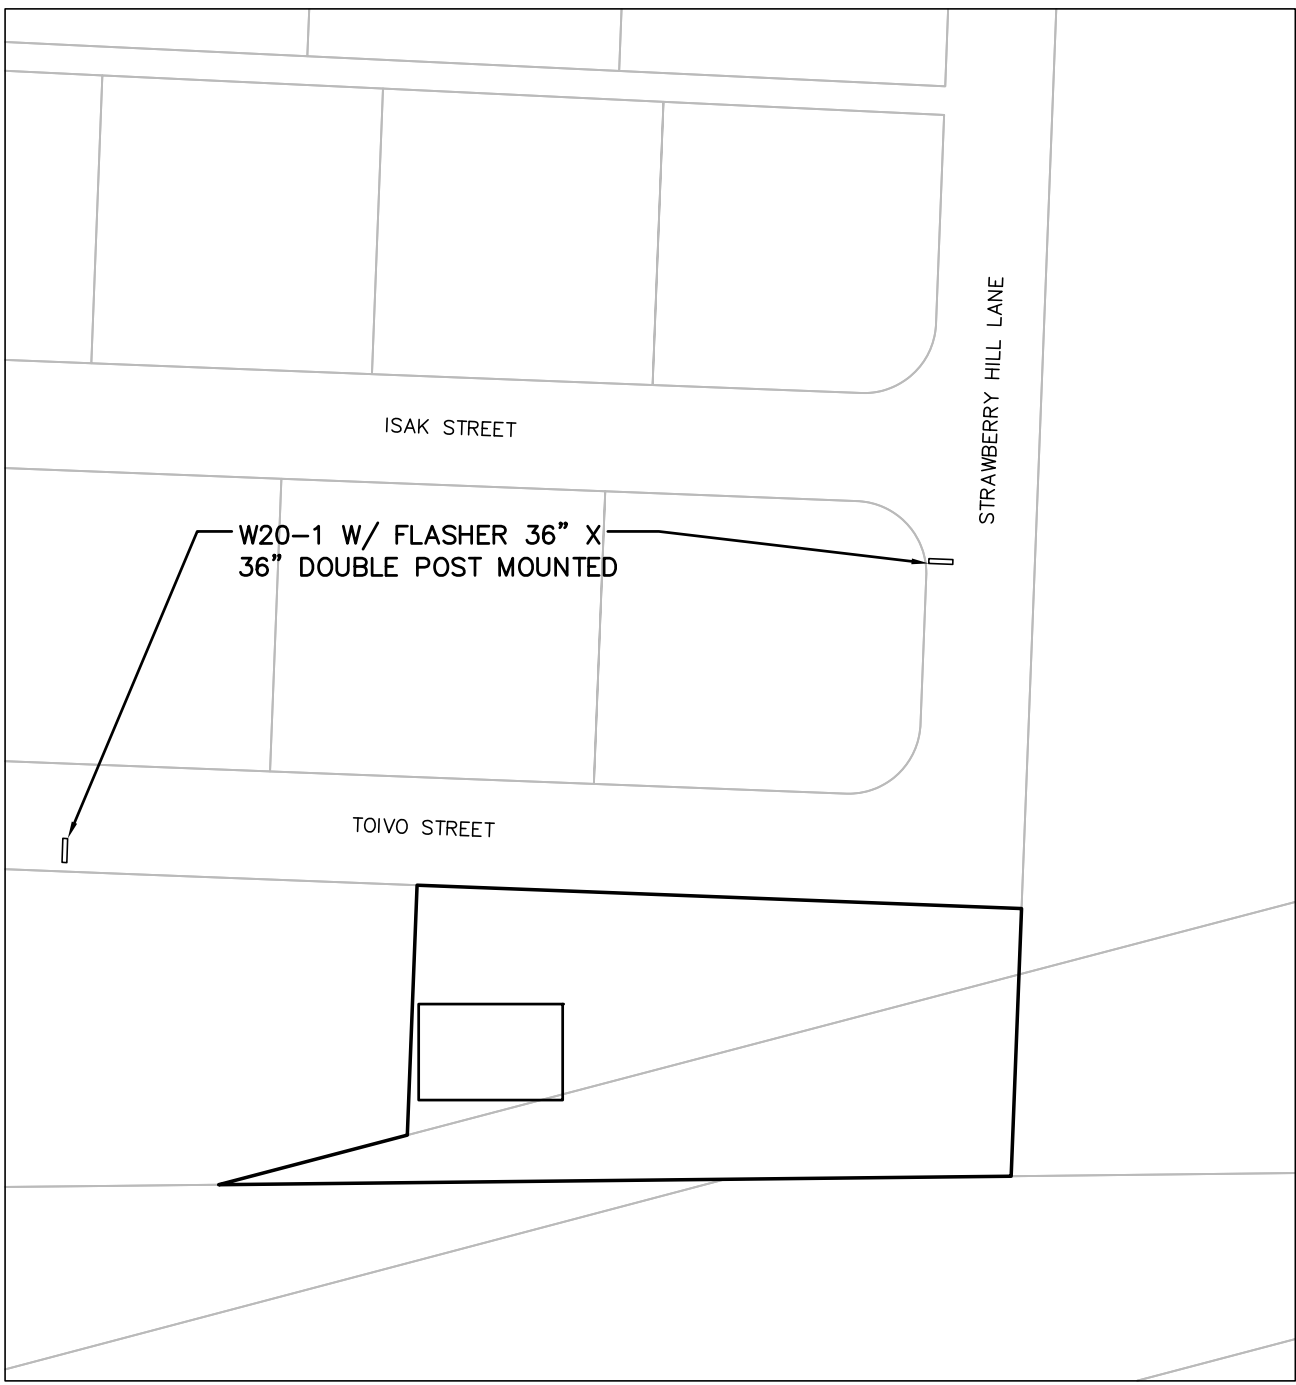 STRAWBERRY HILL LANE
ISAK STREET
W20-1 W/ FLASHER 36" X
36" DOUBLE POST MOUNTED
TOIVO STREET